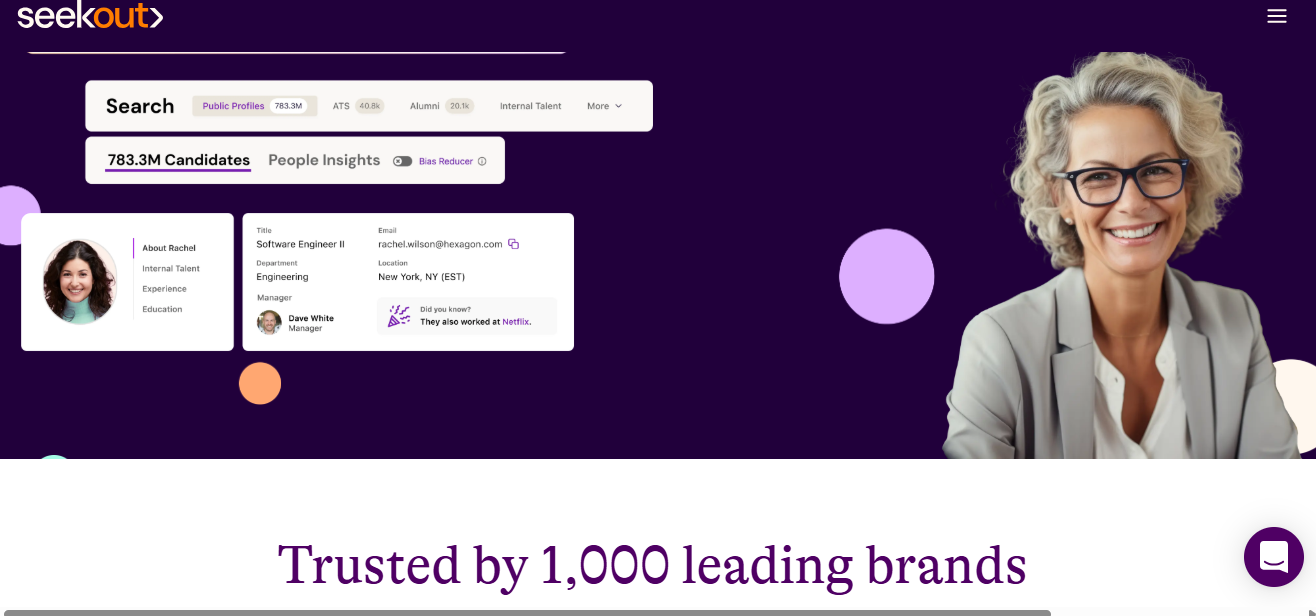 seekout
Search Public Profiles 783.3M ATS 40.8k Alumni 20.1k Internal Talent More
783.3M Candidates People Insights Bias Reducer
About Rachel
Internal Talent
Experience
Education
Title
Software Engineer II
Email
rachel.wilson@hexagon.com
Department
Engineering
Location
New York, NY (EST)
Manager
Dave White
Manager
Did you know?
They also worked at Netflix.
Trusted by 1,000 leading brands